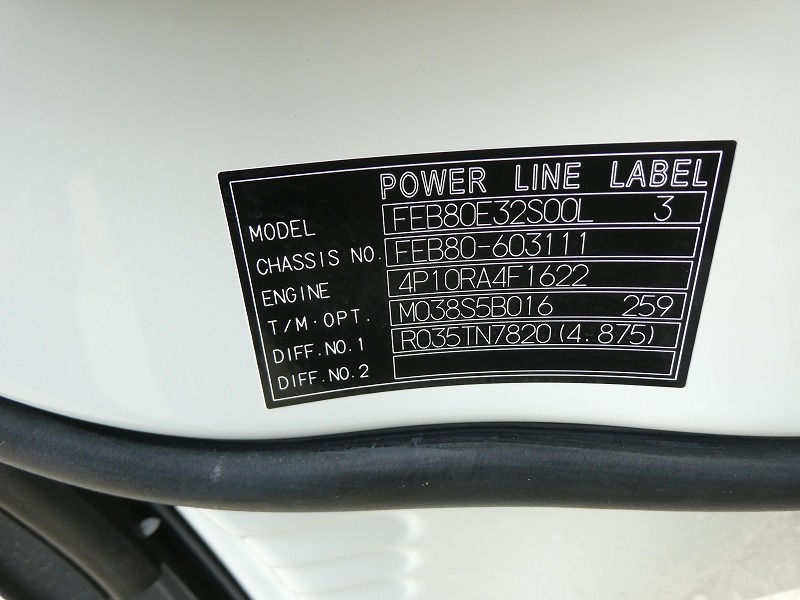 POWER LINE LABEL
MODEL FEB80E32S00L 3
CHASSIS NO. FEB80-603111
ENGINE 4P10RA4F1622
T/M·OPT. M038S5B016 259
DIFF.NO.1 R035TN7820(4.875)
DIFF.NO.2